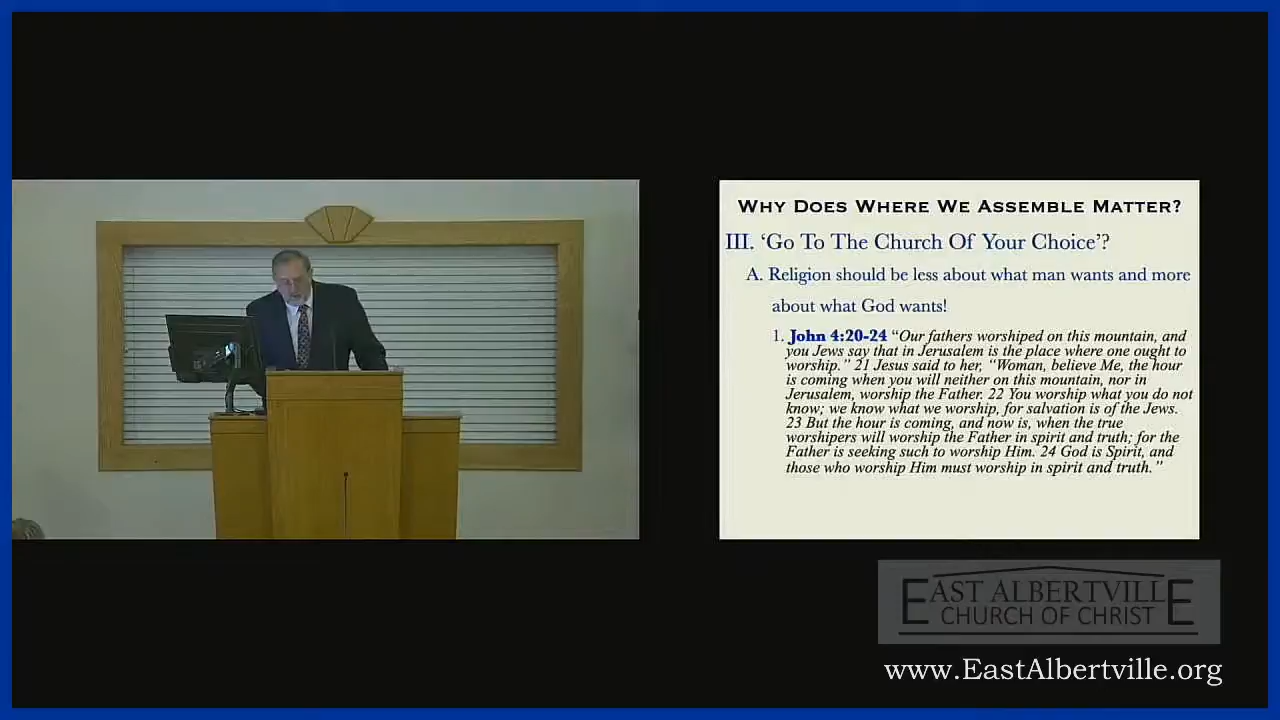 WHY DOES WHERE WE ASSEMBLE MATTER?
III. ‘Go To The Church Of Your Choice’?
A. Religion should be less about what man wants and more
about what God wants!
1. John 4:20-24 “Our fathers worshiped on this mountain, and
you Jews say that in Jerusalem is the place where one ought to
worship.” 21 Jesus said to her, “Woman, believe Me, the hour
is coming when you will neither on this mountain, nor in
Jerusalem, worship the Father. 22 You worship what you do not
know; we know what we worship, for salvation is of the Jews.
23 But the hour is coming, and now is, when the true
worshipers will worship the Father in spirit and truth; for the
Father is seeking such to worship Him. 24 God is Spirit, and
those who worship Him must worship in spirit and truth.”
EAST ALBERTVILLE
CHURCH OF CHRIST
www.EastAlbertville.org